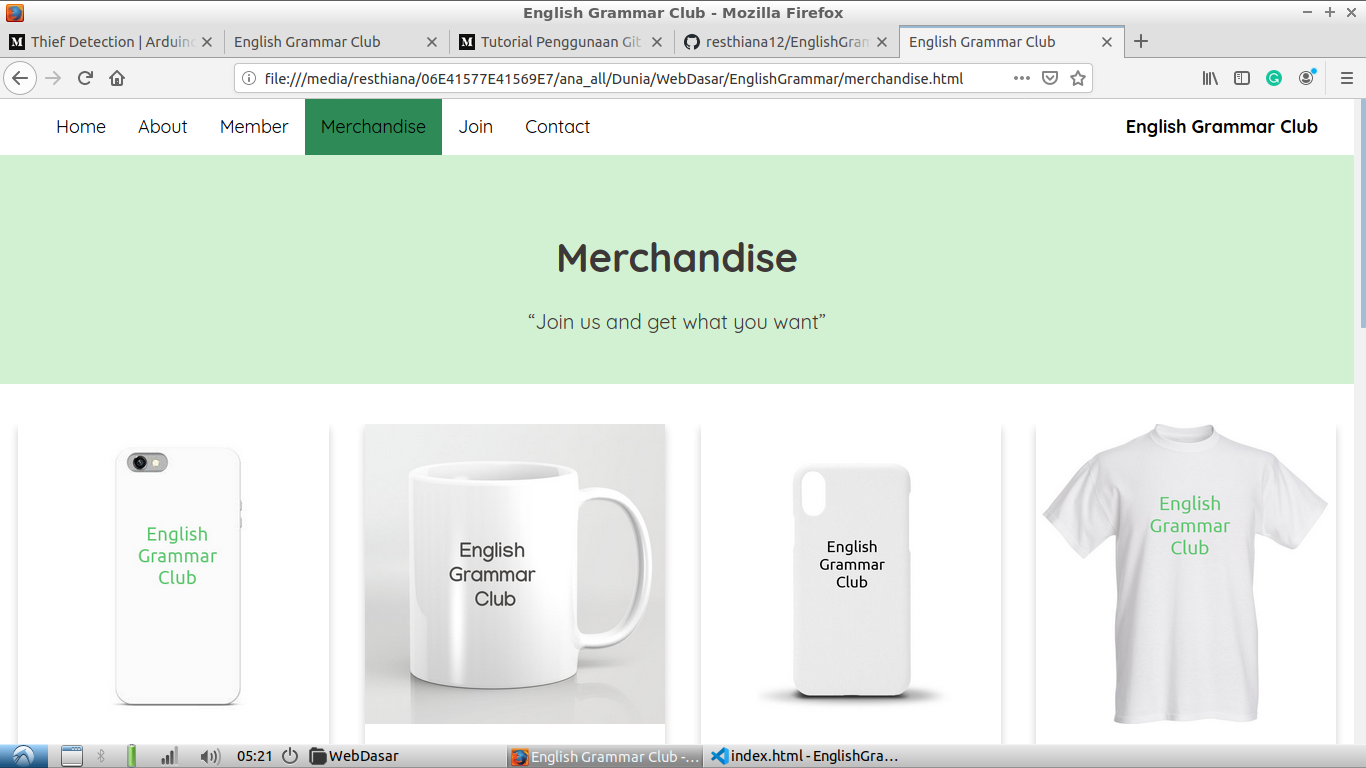 English Grammar Club - Mozilla Firefox
Thief Detection | Arduin
English Grammar Club
Tutorial Penggunaan Git
resthiana12/EnglishGram
English Grammar Club
file:///media/resthiana/06E41577E41569E7/ana_all/Dunia/WebDasar/EnglishGrammar/merchandise.html
Home About Member Merchandise Join Contact English Grammar Club
Merchandise
“Join us and get what you want”
English
Grammar
Club
English
Grammar
Club
English
Grammar
Club
English
Grammar
Club
05:21 WebDasar English Grammar Club -... index.html - EnglishGra...